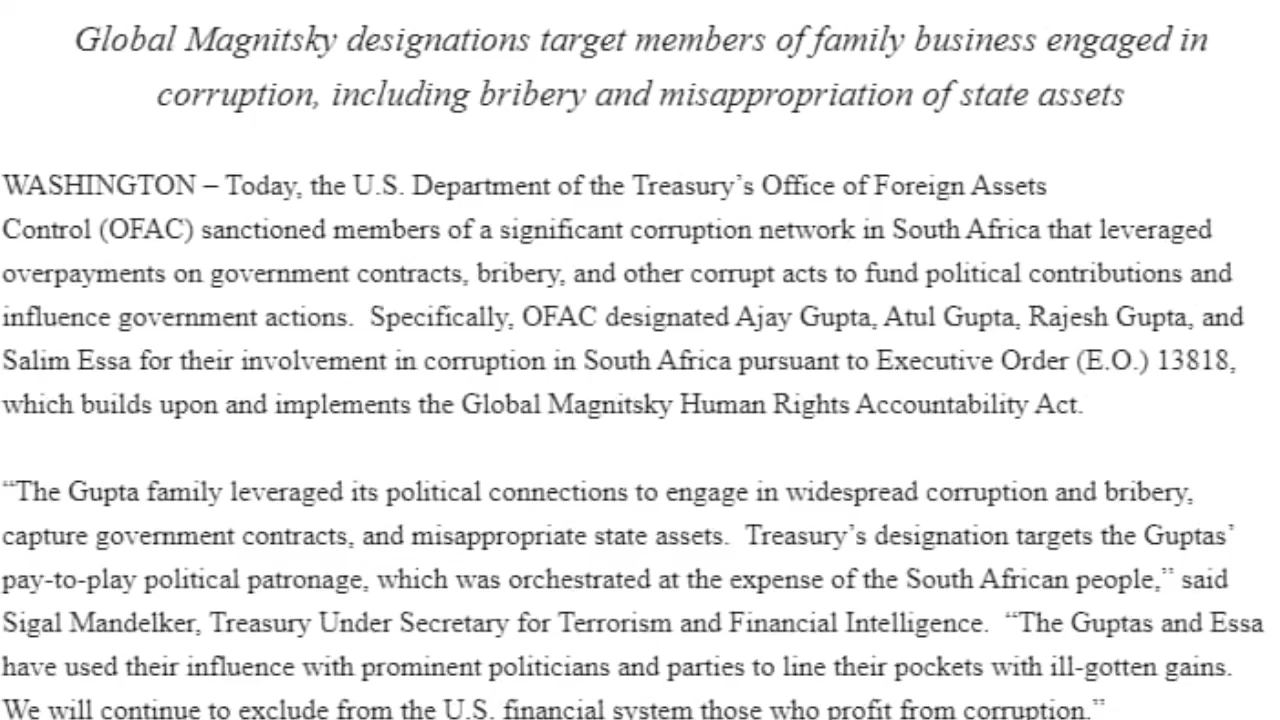 Global Magnitsky designations target members of family business engaged in
corruption, including bribery and misappropriation of state assets
WASHINGTON – Today, the U.S. Department of the Treasury’s Office of Foreign Assets
Control (OFAC) sanctioned members of a significant corruption network in South Africa that leveraged
overpayments on government contracts, bribery, and other corrupt acts to fund political contributions and
influence government actions.  Specifically, OFAC designated Ajay Gupta, Atul Gupta, Rajesh Gupta, and
Salim Essa for their involvement in corruption in South Africa pursuant to Executive Order (E.O.) 13818,
which builds upon and implements the Global Magnitsky Human Rights Accountability Act.
“The Gupta family leveraged its political connections to engage in widespread corruption and bribery,
capture government contracts, and misappropriate state assets.  Treasury’s designation targets the Guptas’
pay-to-play political patronage, which was orchestrated at the expense of the South African people,” said
Sigal Mandelker, Treasury Under Secretary for Terrorism and Financial Intelligence.  “The Guptas and Essa
have used their influence with prominent politicians and parties to line their pockets with ill-gotten gains.
We will continue to exclude from the U.S. financial system those who profit from corruption.”